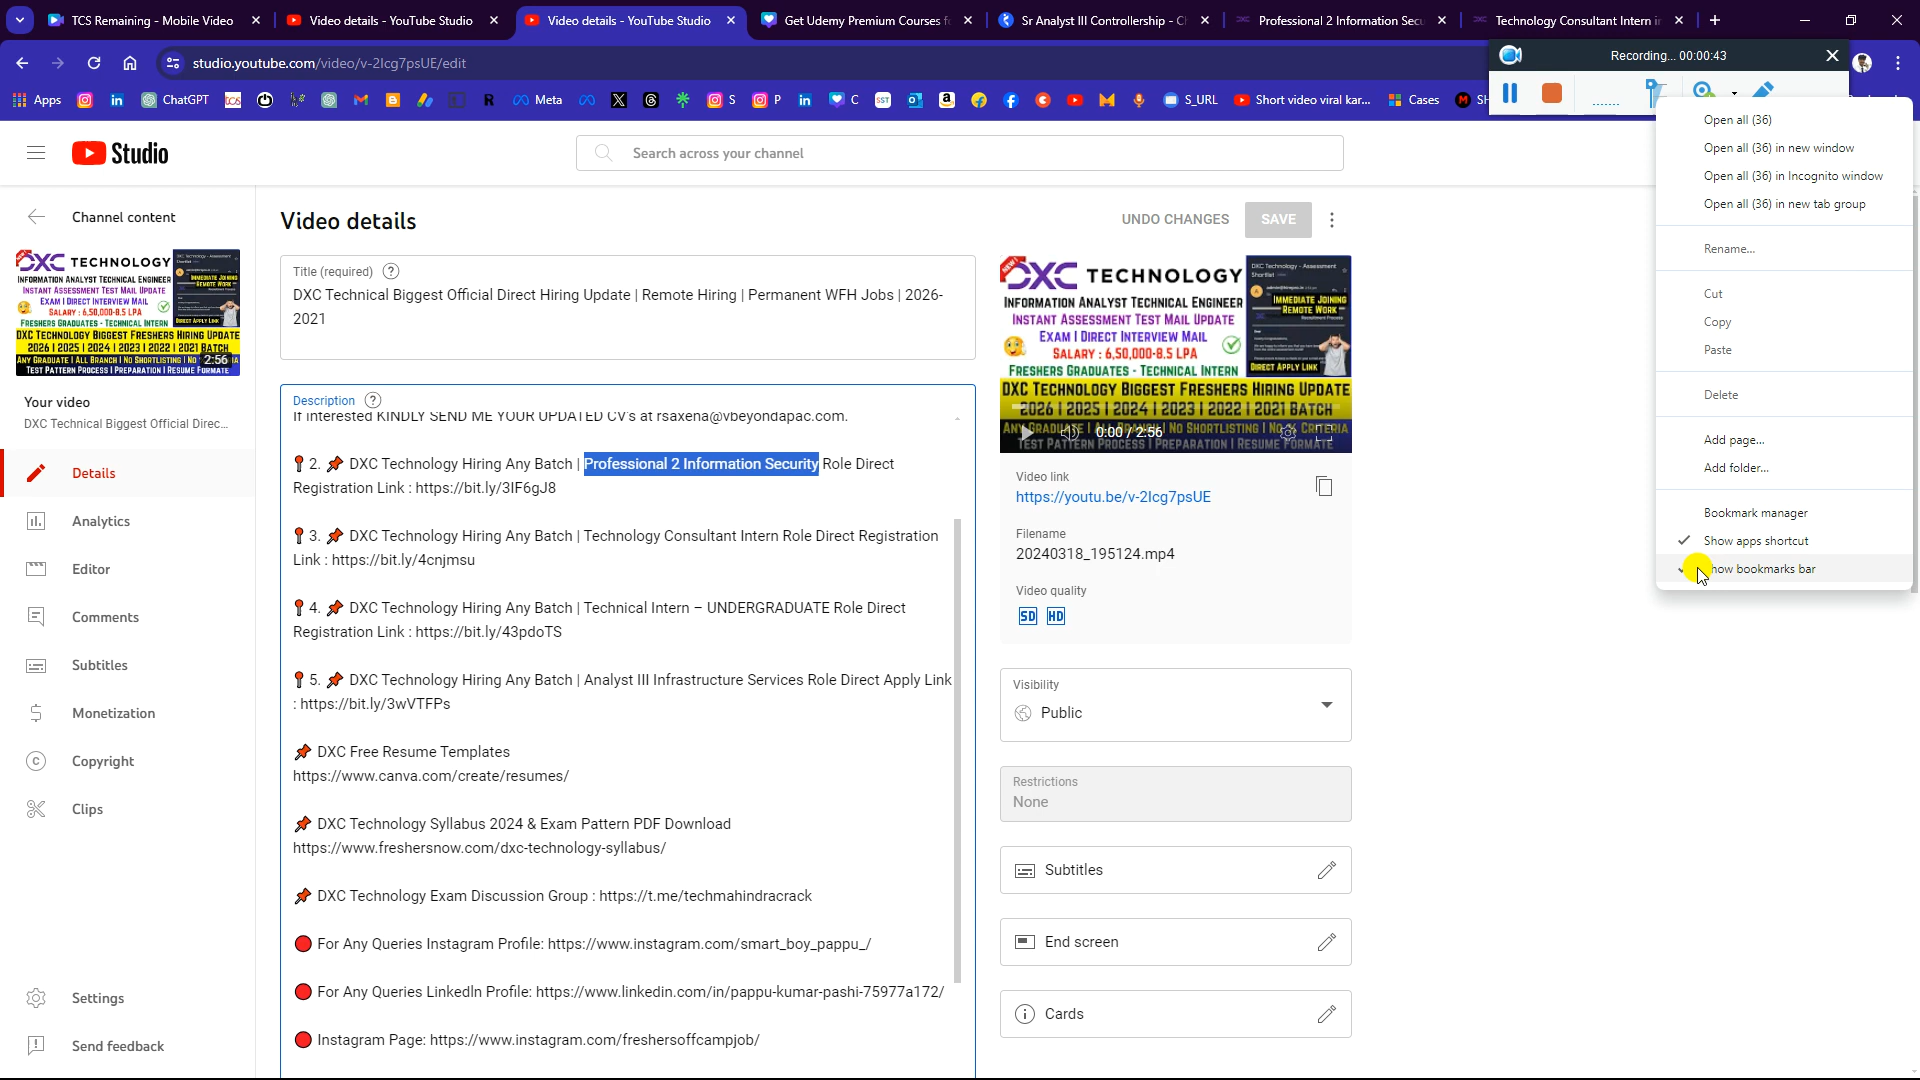 TCS Remaining - Mobile Video
Video details - YouTube Studio
Video details - YouTube Studio
Get Udemy Premium Courses f
Sr Analyst III Controllership - C
Professional 2 Information Secu
Technology Consultant Intern i
studio.youtube.com/video/v-2Icg7psUE/edit
Recording... 00:00:43
Apps
ChatGPT
Meta
S
P
C
S_URL
Short video viral kar...
Cases
Studio
Search across your channel
Open all (36)
Open all (36) in new window
Open all (36) in Incognito window
Open all (36) in new tab group
Rename...
Cut
Copy
Paste
Delete
Add page...
Add folder...
Bookmark manager
Show apps shortcut
how bookmarks bar
Channel content
Your video
DXC Technical Biggest Official Direc...
Details
Analytics
Editor
Comments
Subtitles
Monetization
Copyright
Clips
Settings
Send feedback
Video details
UNDO CHANGES
SAVE
Title (required)
DXC Technical Biggest Official Direct Hiring Update | Remote Hiring | Permanent WFH Jobs | 2026-
2021
Description
If interested KINDLY SEND ME YOUR UPDATED CV's at rsaxena@vbeyondapac.com.
2. 📌 DXC Technology Hiring Any Batch | Professional 2 Information Security Role Direct
Registration Link : https://bit.ly/3IF6gJ8
3. 📌 DXC Technology Hiring Any Batch | Technology Consultant Intern Role Direct Registration
Link : https://bit.ly/4cnjmsu
4. 📌 DXC Technology Hiring Any Batch | Technical Intern – UNDERGRADUATE Role Direct
Registration Link : https://bit.ly/43pdoTS
5. 📌 DXC Technology Hiring Any Batch | Analyst III Infrastructure Services Role Direct Apply Link
: https://bit.ly/3wVTFPs
📌 DXC Free Resume Templates
https://www.canva.com/create/resumes/
📌 DXC Technology Syllabus 2024 & Exam Pattern PDF Download
https://www.freshersnow.com/dxc-technology-syllabus/
📌 DXC Technology Exam Discussion Group : https://t.me/techmahindracrack
🔴 For Any Queries Instagram Profile: https://www.instagram.com/smart_boy_pappu_/
🔴 For Any Queries LinkedIn Profile: https://www.linkedin.com/in/pappu-kumar-pashi-75977a172/
🔴 Instagram Page: https://www.instagram.com/freshersoffcampjob/
DXC TECHNOLOGY
INFORMATION ANALYST TECHNICAL ENGINEER
INSTANT ASSESSMENT TEST MAIL UPDATE
EXAM I DIRECT INTERVIEW MAIL
SALARY : 6,50,000-8.5 LPA
FRESHERS GRADUATES - TECHNICAL INTERN
IMMEDIATE JOINING
REMOTE WORK
DIRECT APPLY LINK
DXC TECHNOLOGY BIGGEST FRESHERS HIRING UPDATE
2026 I 2025 I 2024 I 2023 I 2022 I 2021 BATCH
ANY GRADUATE I ALL BRANCH I NO SHORTLISTING I NO CRITERIA
TEST PATTERN PROCESS I PREPARATION I RESUME FORMATE
0:00 / 2:56
2:56
Video link
https://youtu.be/v-2Icg7psUE
Filename
20240318_195124.mp4
Video quality
SD HD
Visibility
Public
Restrictions
None
Subtitles
End screen
Cards